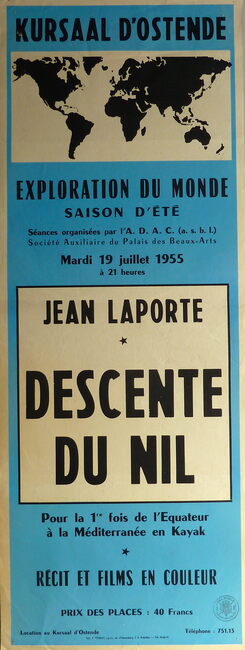 KURSAAL D'OSTENDE
EXPLORATION DU MONDE
SAISON D'ÉTÉ
Séances organisées par l'A. D. A. C. (a. s. b. l.)
Société Auxiliaire du Palais des Beaux-Arts
Mardi 19 juillet 1955
à 21 heures
JEAN LAPORTE
DESCENTE
DU NIL
Pour la 1re fois de l'Equateur
à la Méditerranée en Kayak
RÉCIT ET FILMS EN COULEUR
PRIX DES PLACES : 40 Francs
Location au Kursaal d'Ostende
Téléphone : 751.15